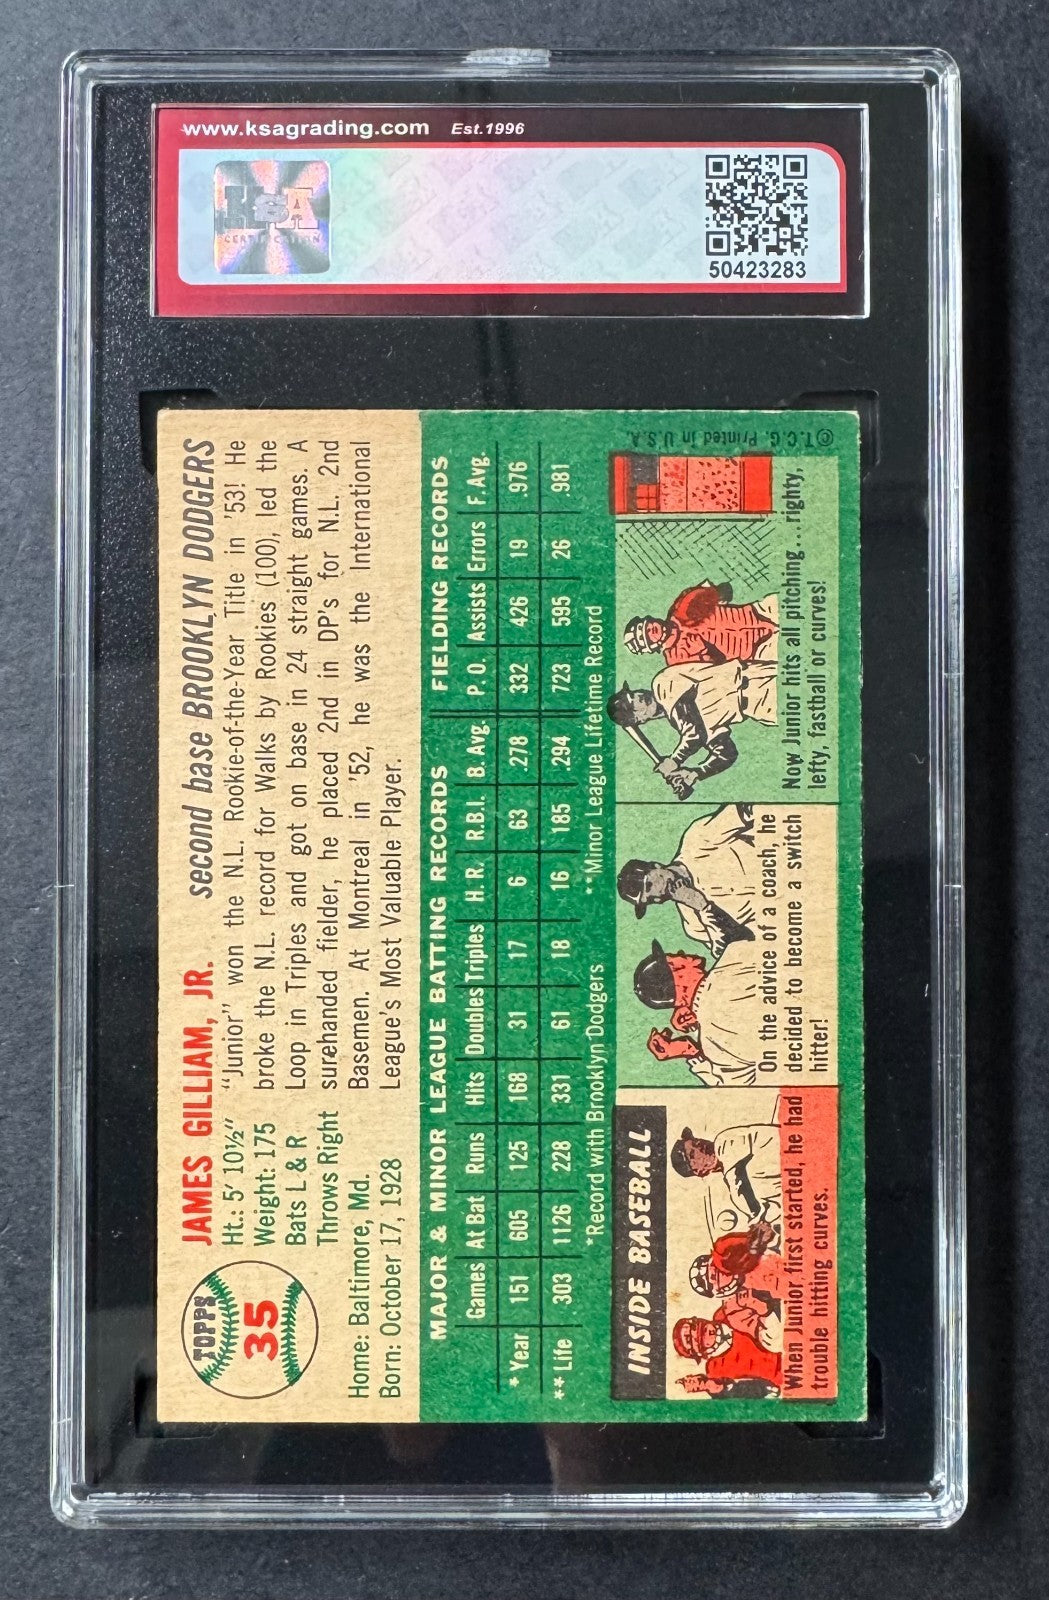 www.ksagrading.com Est.1996
KSA
CERTIFICATION
50423283
TOPPS
35
JAMES GILLIAM, JR. second base BROOKLYN DODGERS
Ht.: 5' 10½"
Weight: 175
Bats L & R
Throws Right
Home: Baltimore, Md.
Born: October 17, 1928
"Junior" won the N.L. Rookie-of-the-Year Title in '53! He
broke the N.L. record for Walks by Rookies (100), led the
Loop in Triples and got on base in 24 straight games. A
surehanded fielder, he placed 2nd in DP's for N.L. 2nd
Basemen. At Montreal in '52, he was the International
League's Most Valuable Player.
MAJOR & MINOR LEAGUE BATTING RECORDS FIELDING RECORDS
Games At Bat Runs Hits Doubles Triples H. R. R.B.I. B. Avg. P. O. Assists Errors F. Avg.
* Year 151 605 125 168 31 17 6 63 .278 332 426 19 .976
** Life 303 1126 228 331 61 18 16 185 .294 723 595 26 .981
*Record with Brooklyn Dodgers **Minor League Lifetime Record
INSIDE BASEBALL
When Junior first started, he had
trouble hitting curves.
On the advice of a coach, he
decided to become a switch
hitter!
Now Junior hits all pitching...righty,
lefty, fastball or curves!
©T.C.G. Printed in U.S.A.